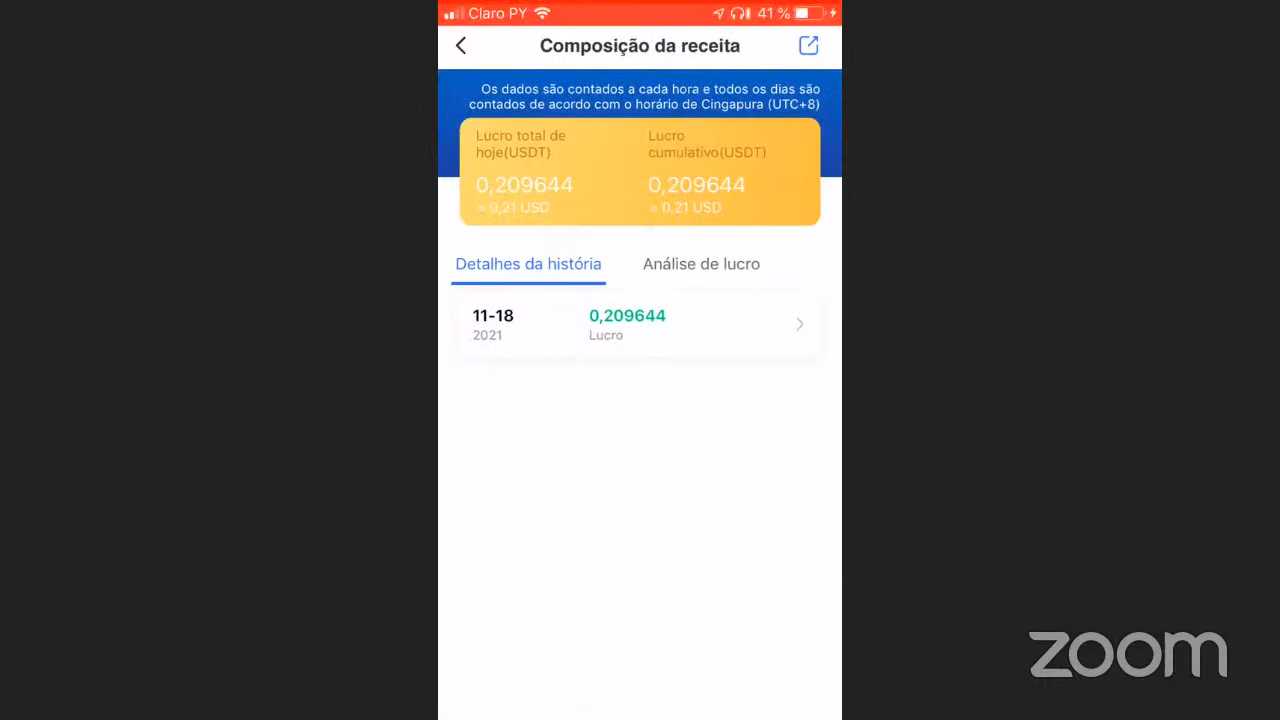 Claro PY 41 %
Composição da receita
Os dados são contados a cada hora e todos os dias são
contados de acordo com o horário de Cingapura (UTC+8)
Lucro total de
hoje(USDT)
Lucro
cumulativo(USDT)
0,209644
≈ 0,21 USD
0,209644
≈ 0,21 USD
Detalhes da história
Análise de lucro
11-18
2021
0,209644
Lucro
zoom